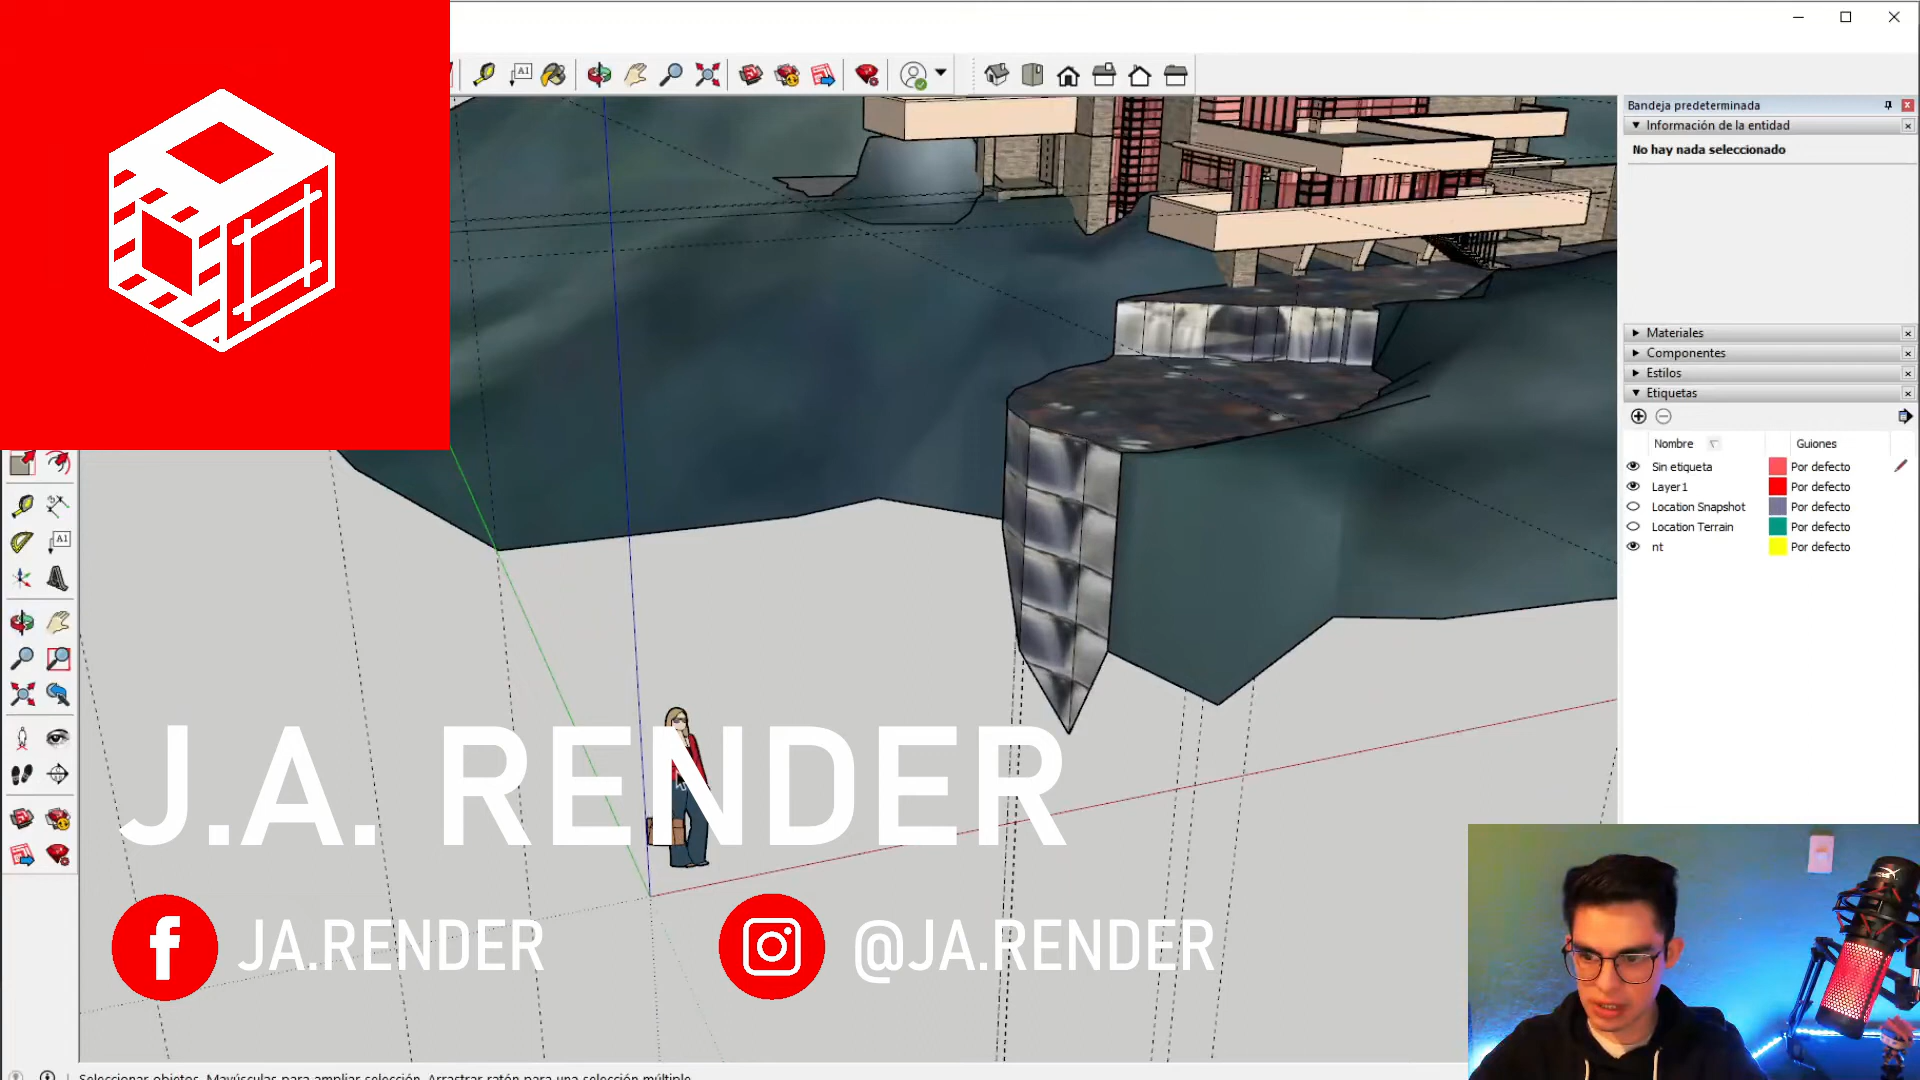 A1
Bandeja predeterminada
Información de la entidad
No hay nada seleccionado
Materiales
Componentes
Estilos
Etiquetas
Nombre Guiones
Sin etiqueta Por defecto
Layer1 Por defecto
Location Snapshot Por defecto
Location Terrain Por defecto
nt Por defecto
A1
J.A. RENDER
f JA.RENDER @JA.RENDER
Seleccionar objetos. Mayúsculas para ampliar selección. Arrastrar ratón para una selección múltiple.